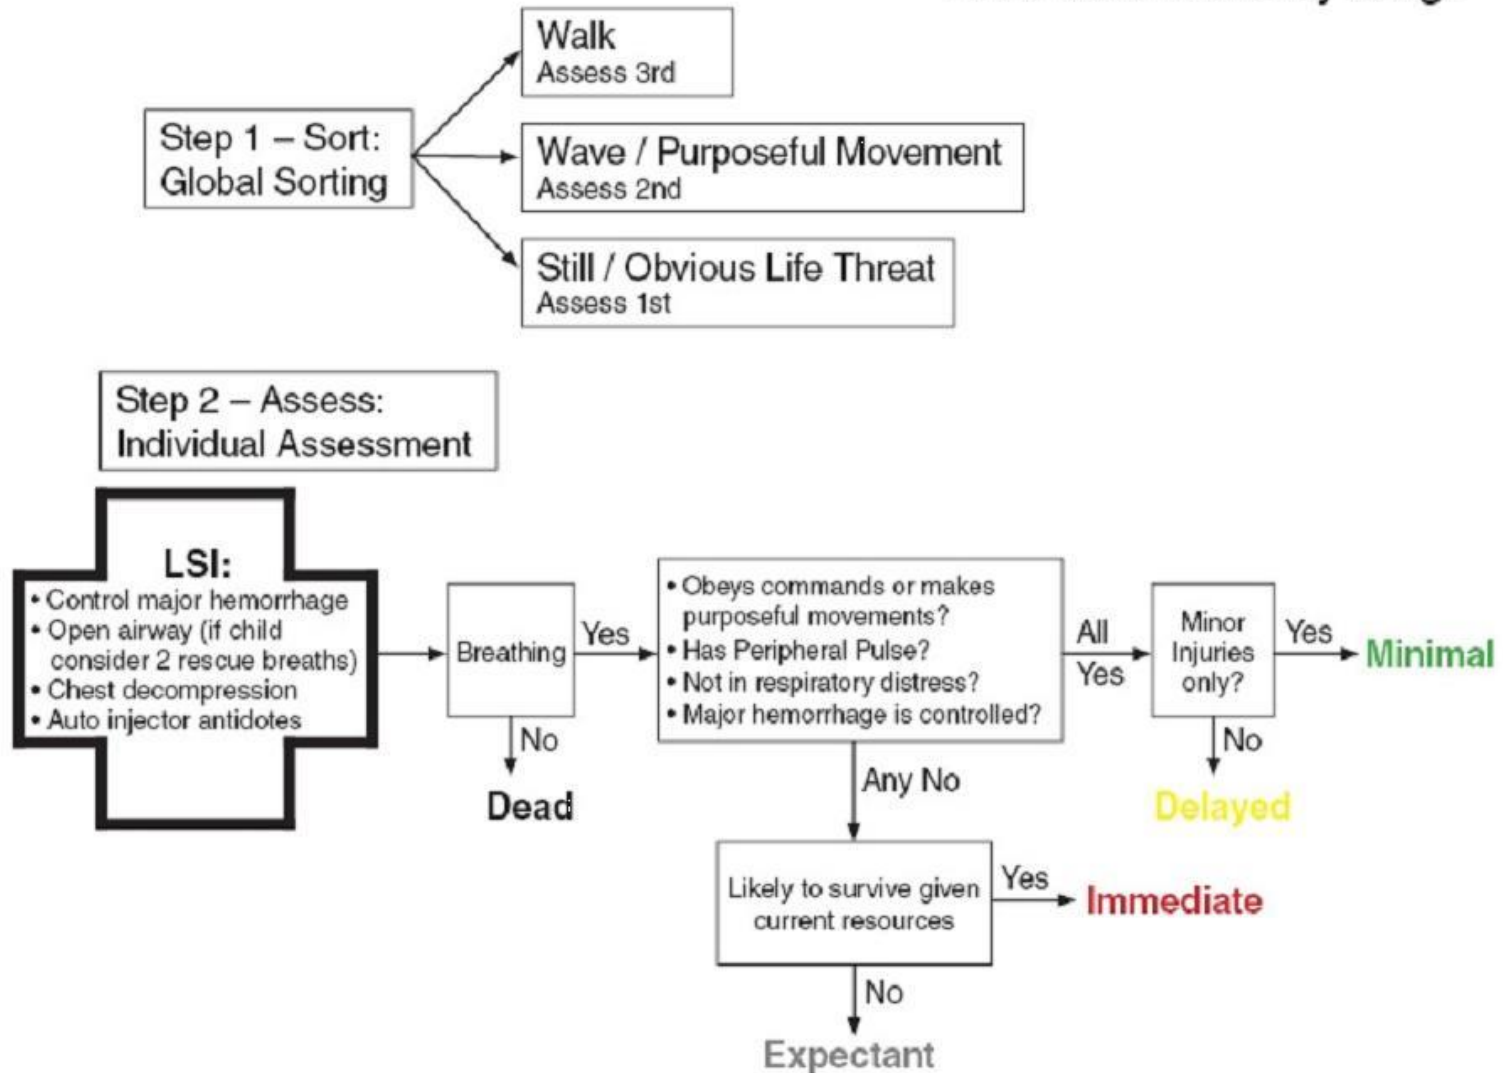 Walk
Assess 3rd
Step 1 – Sort:
Global Sorting
Wave / Purposeful Movement
Assess 2nd
Still / Obvious Life Threat
Assess 1st
Step 2 – Assess:
Individual Assessment
LSI:
• Control major hemorrhage
• Open airway (if child
consider 2 rescue breaths)
• Chest decompression
• Auto injector antidotes
Breathing
Yes
No
Dead
• Obeys commands or makes
purposeful movements?
• Has Peripheral Pulse?
• Not in respiratory distress?
• Major hemorrhage is controlled?
All
Yes
Minor
Injuries
only?
Yes
Minimal
No
Delayed
Any No
Likely to survive given
current resources
Yes
Immediate
No
Expectant